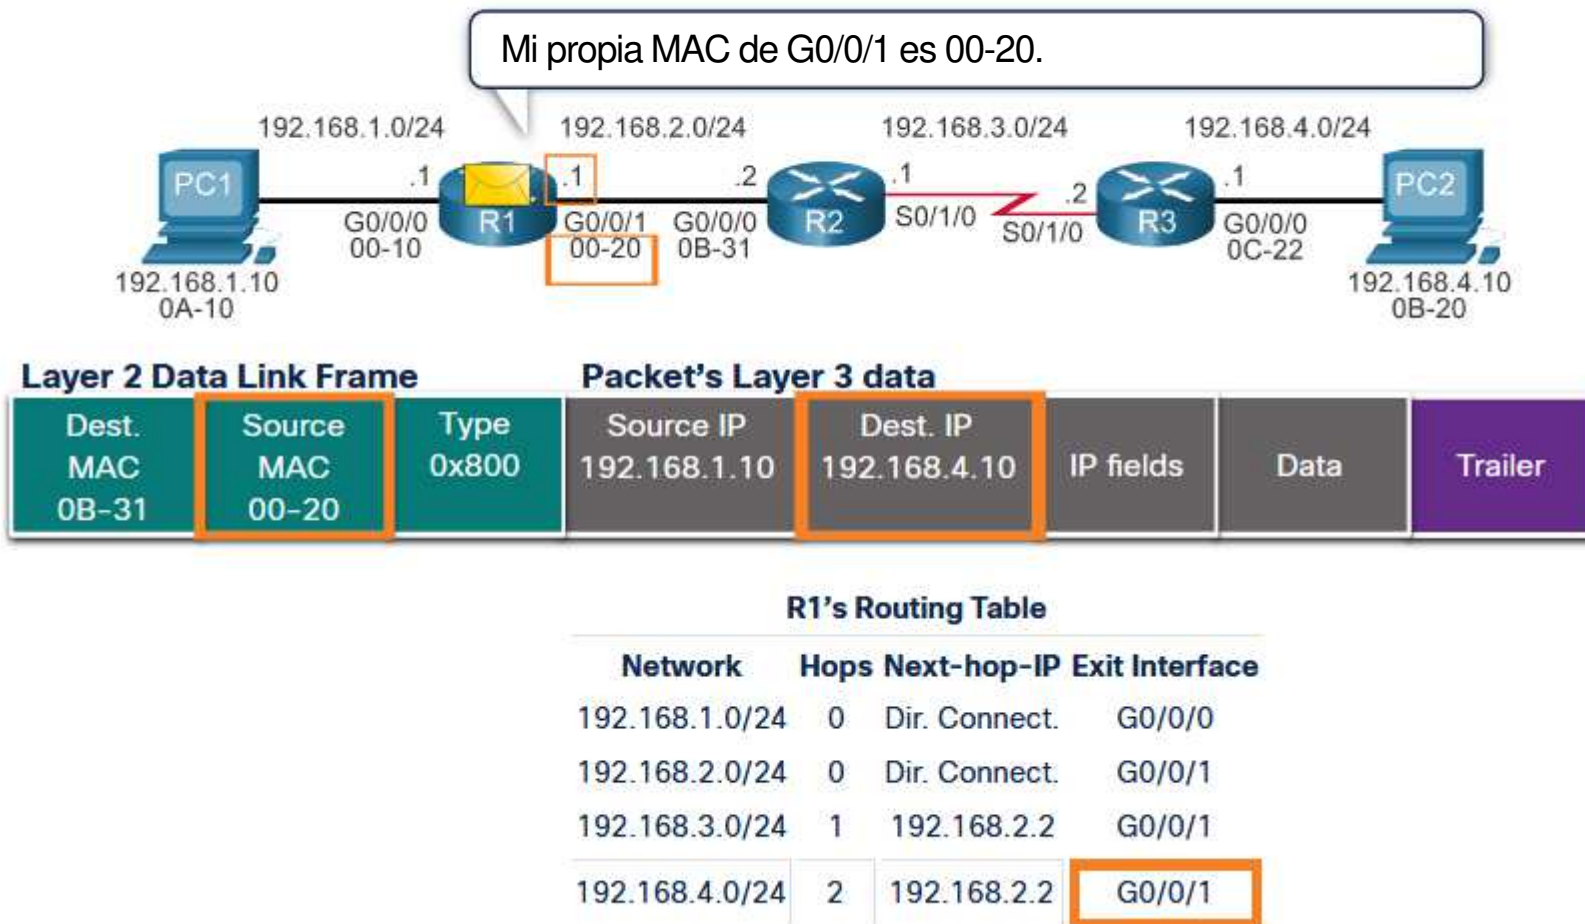 Mi propia MAC de G0/0/1 es 00-20.
192.168.1.0/24
192.168.2.0/24
192.168.3.0/24
192.168.4.0/24
PC1
.1
R1
.1
.2
R2
.1
.2
R3
.1
PC2
G0/0/0
00-10
G0/0/1
00-20
G0/0/0
0B-31
S0/1/0
S0/1/0
G0/0/0
0C-22
192.168.1.10
0A-10
192.168.4.10
0B-20
Layer 2 Data Link Frame
Packet's Layer 3 data
Dest.
MAC
0B-31
Source
MAC
00-20
Type
0x800
Source IP
192.168.1.10
Dest. IP
192.168.4.10
IP fields
Data
Trailer
R1's Routing Table
Network Hops Next-hop-IP Exit Interface
192.168.1.0/24 0 Dir. Connect. G0/0/0
192.168.2.0/24 0 Dir. Connect. G0/0/1
192.168.3.0/24 1 192.168.2.2 G0/0/1
192.168.4.0/24 2 192.168.2.2 G0/0/1